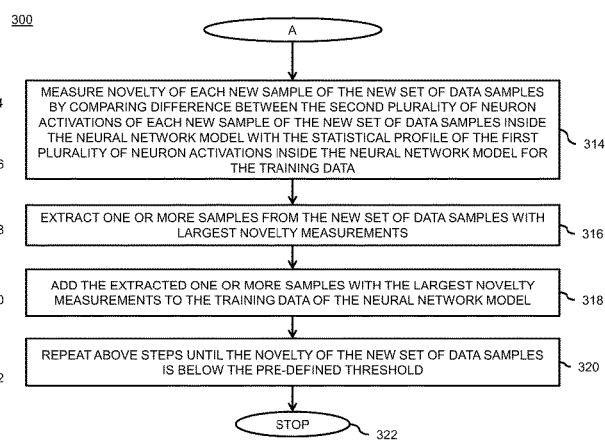 300
A
MEASURE NOVELTY OF EACH NEW SAMPLE OF THE NEW SET OF DATA SAMPLES
BY COMPARING DIFFERENCE BETWEEN THE SECOND PLURALITY OF NEURON
ACTIVATIONS OF EACH NEW SAMPLE OF THE NEW SET OF DATA SAMPLES INSIDE
THE NEURAL NETWORK MODEL WITH THE STATISTICAL PROFILE OF THE FIRST
PLURALITY OF NEURON ACTIVATIONS INSIDE THE NEURAL NETWORK MODEL FOR
THE TRAINING DATA
314
EXTRACT ONE OR MORE SAMPLES FROM THE NEW SET OF DATA SAMPLES WITH
LARGEST NOVELTY MEASUREMENTS
316
ADD THE EXTRACTED ONE OR MORE SAMPLES WITH THE LARGEST NOVELTY
MEASUREMENTS TO THE TRAINING DATA OF THE NEURAL NETWORK MODEL
318
REPEAT ABOVE STEPS UNTIL THE NOVELTY OF THE NEW SET OF DATA SAMPLES
IS BELOW THE PRE-DEFINED THRESHOLD
320
STOP
322